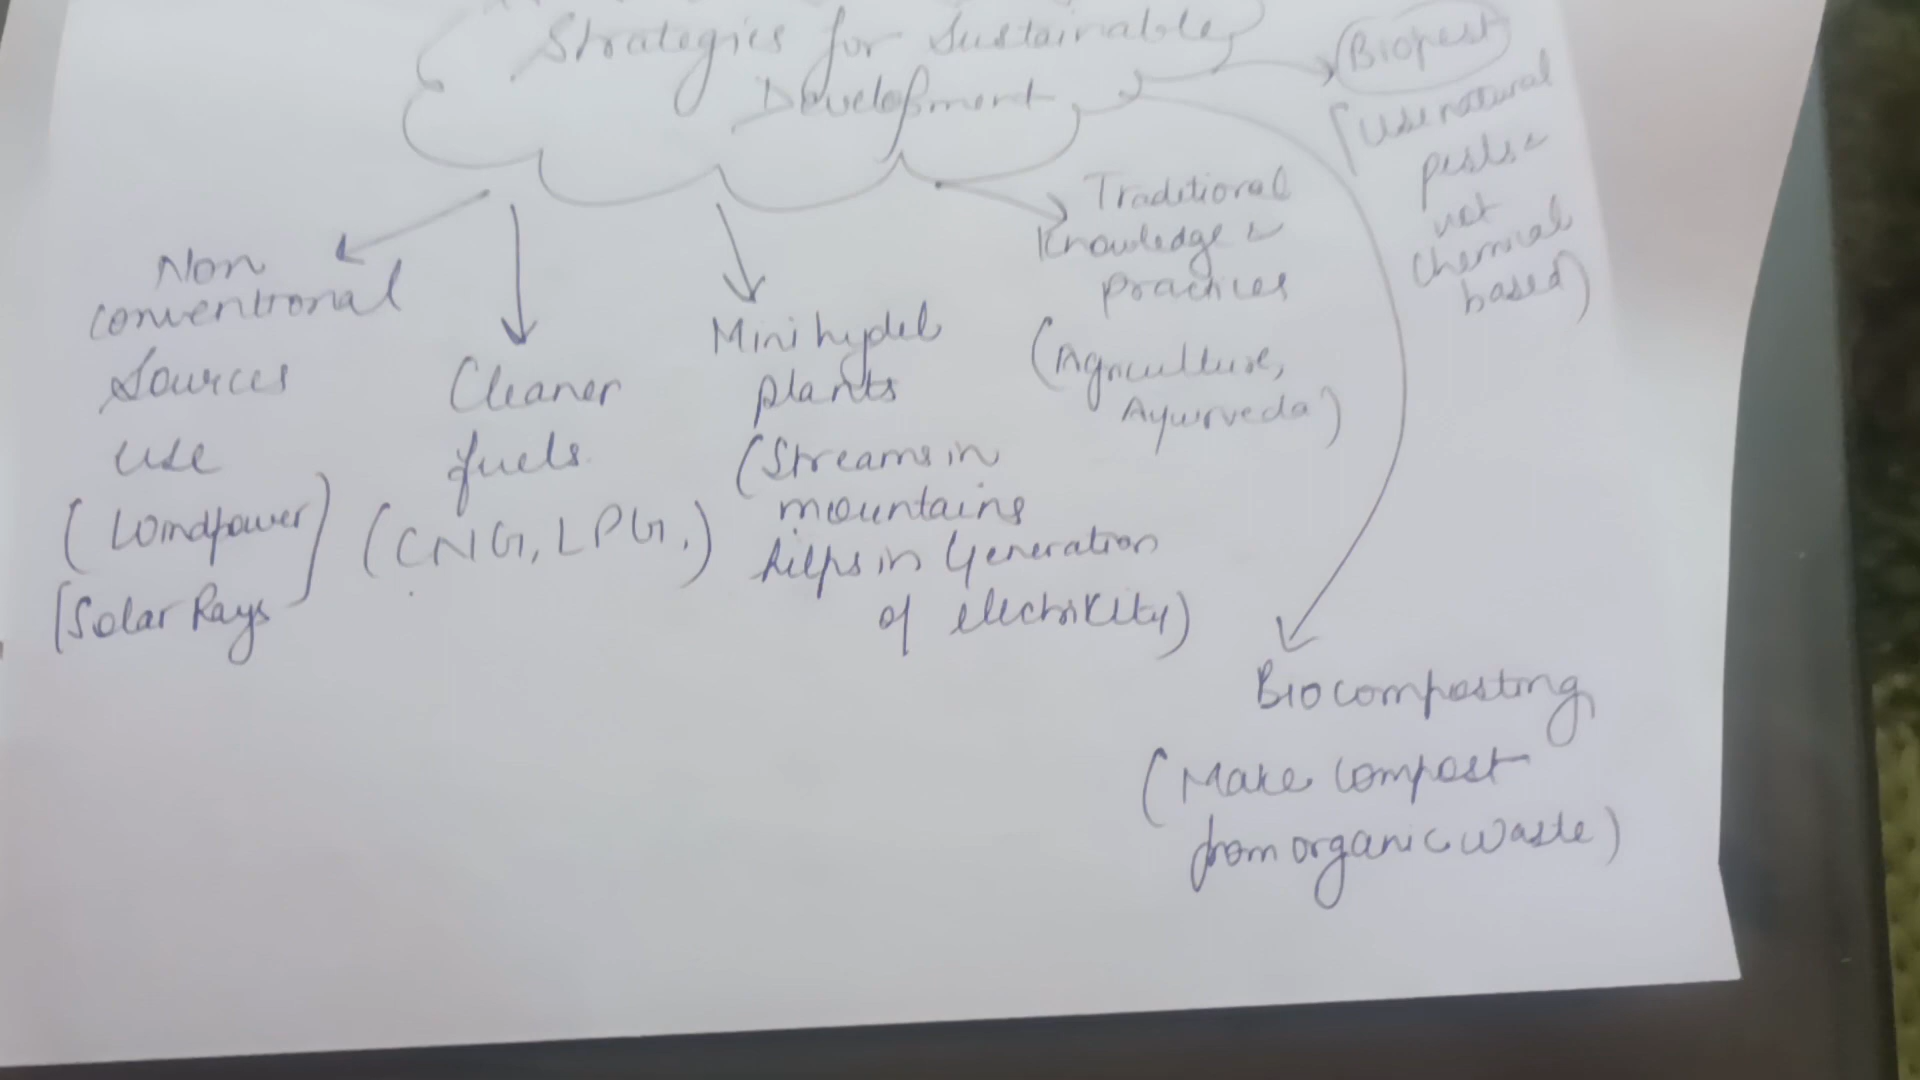 Strategies for Sustainable
Development
Biopest
(Use natural
pests &
not
chemical
based)
Traditional
Knowledge &
practices
(Agriculture,
Ayurveda)
Non
conventional
Sources
use
(Windpower)
(Solar Rays
Cleaner
fuels
(CNG, LPG,)
Mini hydel
plants
(Streams in
mountains
helps in Generation
of electricity)
Biocomposting
(Make compost
from organic waste)